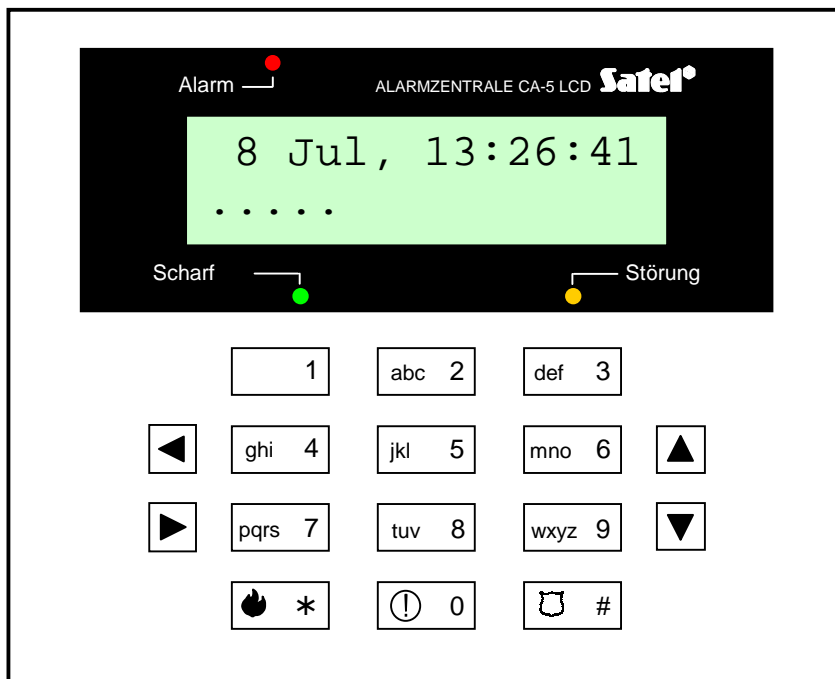 Alarm
ALARMZENTRALE CA-5 LCD Satel
8 Jul, 13:26:41
.....
Scharf
Störung
1 abc 2 def 3
ghi 4 jkl 5 mno 6
pqrs 7 tuv 8 wxyz 9
* 0 #